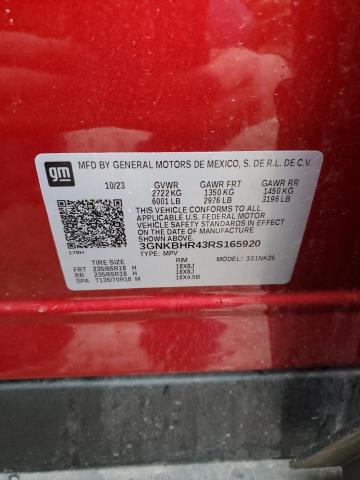 gm
MFD BY GENERAL MOTORS DE MEXICO, S. DE R.L. DE C.V.
10/23 GVWR GAWR FRT GAWR RR
2722 KG 1350 KG 1450 KG
6001 LB 2976 LB 3196 LB
THIS VEHICLE CONFORMS TO ALL
APPLICABLE U.S. FEDERAL MOTOR
VEHICLE SAFETY STANDARDS IN EFFECT
ON THE DATE OF MANUFACTURE
3GNKBHR43RS165920
TYPE: MPV MODEL: 301NK26
TIRE SIZE RIM
FRT 235/65R18 H 18X8J
RR 235/65R18 H 18X8J
SPA T135/70R18 M 18X4.5B